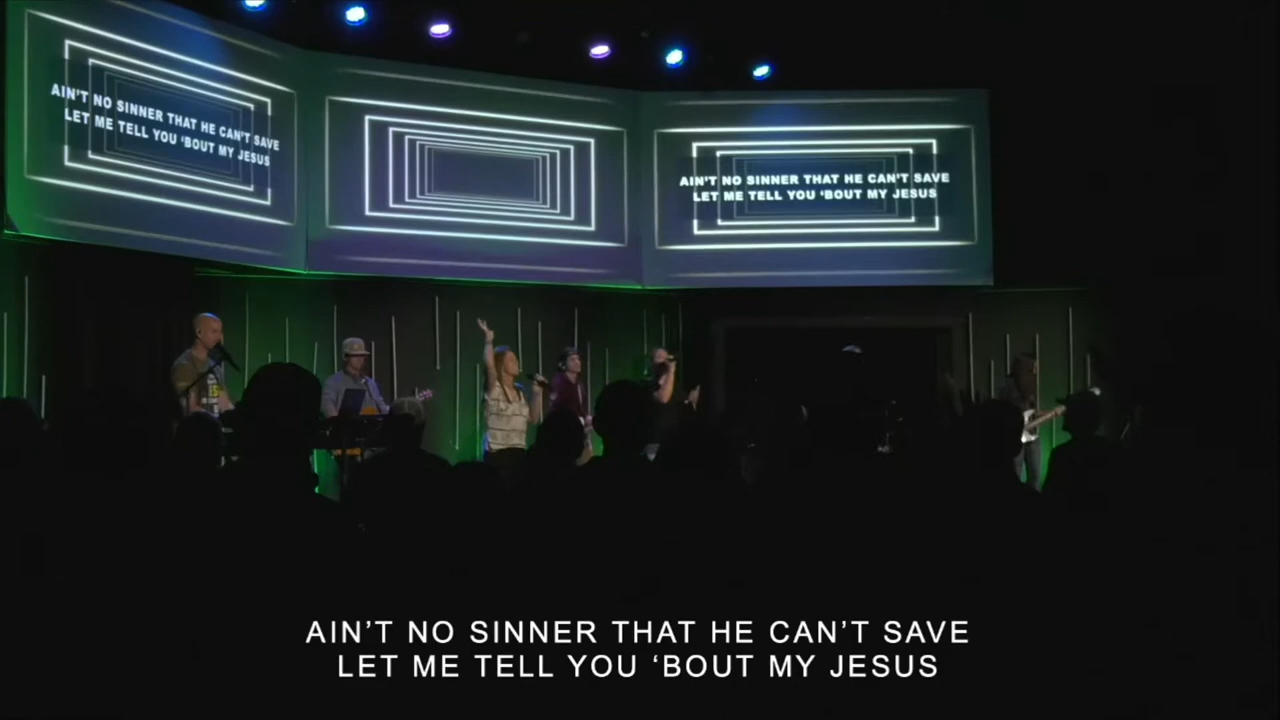 AIN'T NO SINNER THAT HE CAN'T SAVE
LET ME TELL YOU ‘BOUT MY JESUS
AIN'T NO SINNER THAT HE CAN'T SAVE
LET ME TELL YOU ‘BOUT MY JESUS
AIN’T NO SINNER THAT HE CAN’T SAVE
LET ME TELL YOU ‘BOUT MY JESUS